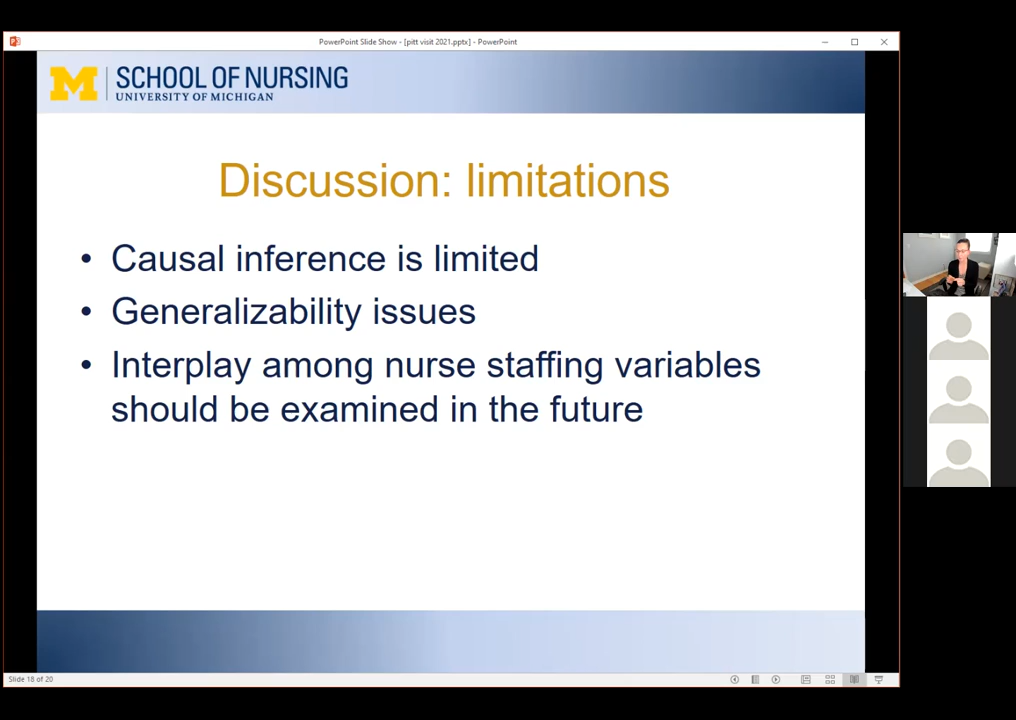 PowerPoint Slide Show - [pitt visit 2021.pptx] - PowerPoint
M SCHOOL OF NURSING
UNIVERSITY OF MICHIGAN
Discussion: limitations
• Causal inference is limited
• Generalizability issues
• Interplay among nurse staffing variables
should be examined in the future
Slide 18 of 20